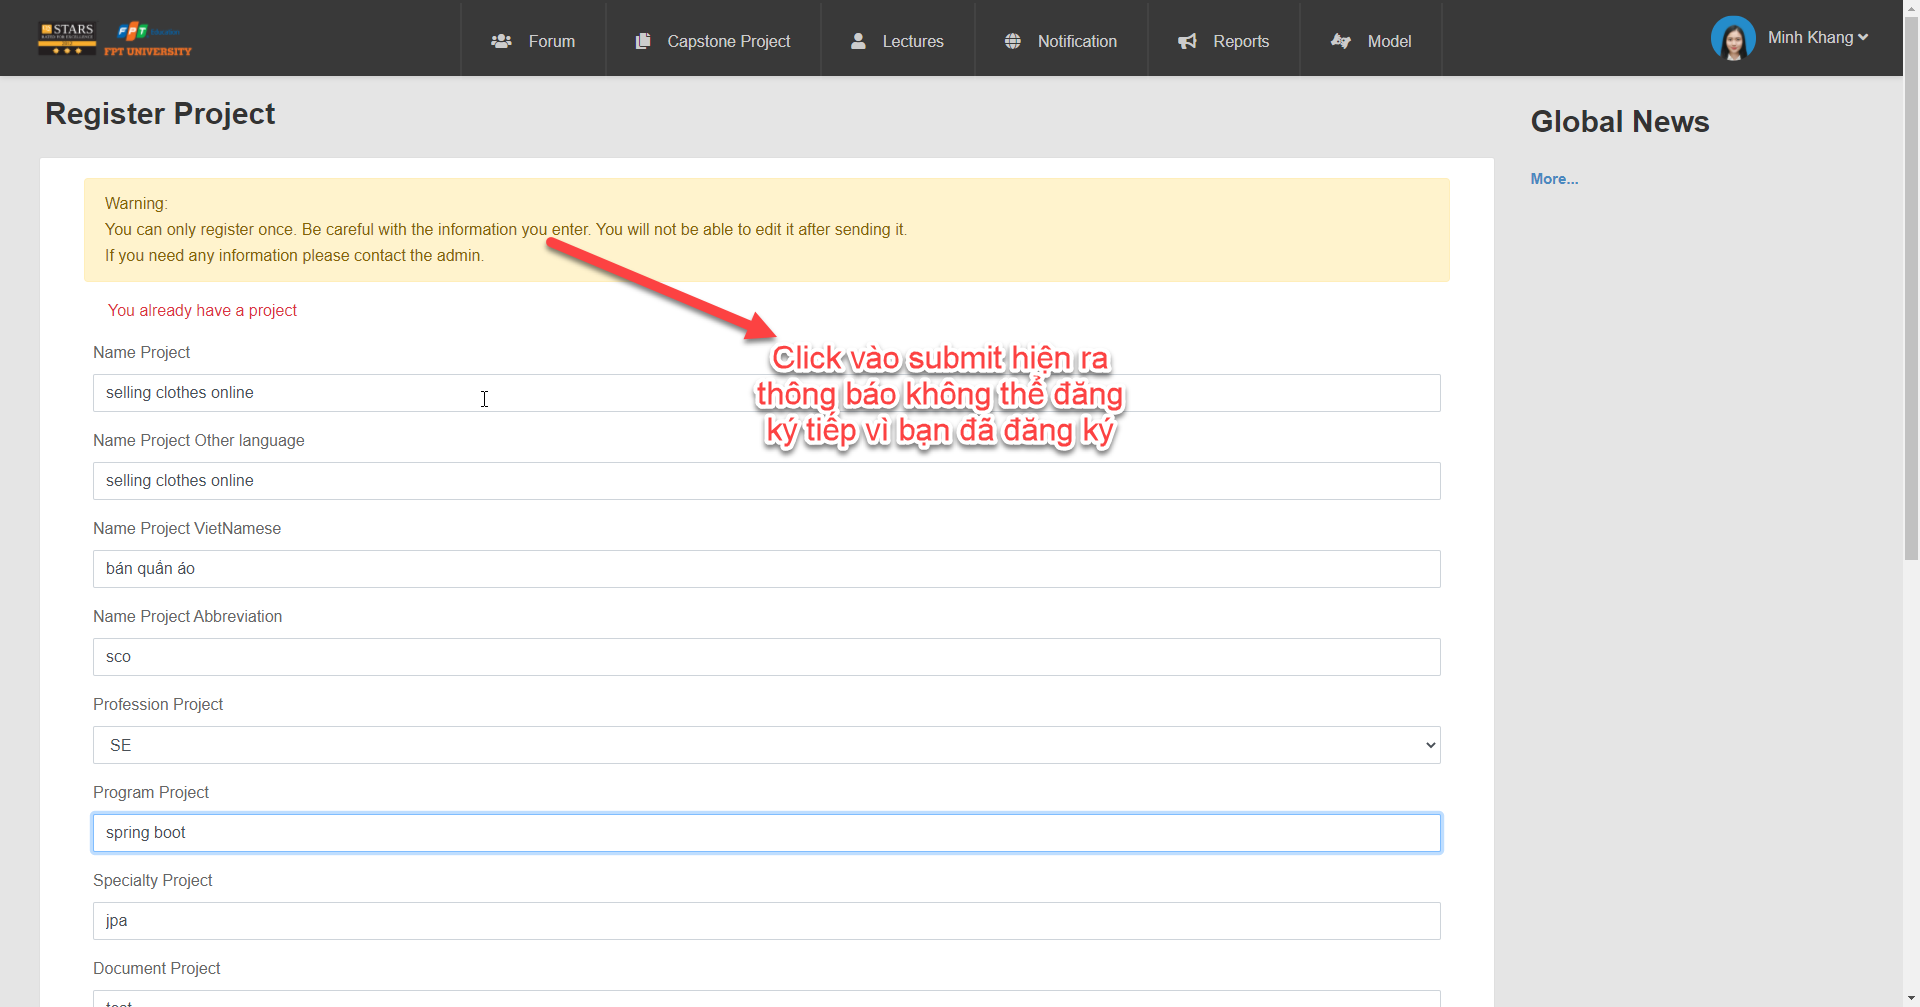 STARS
FPT Education
FPT UNIVERSITY
Forum
Capstone Project
Lectures
Notification
Reports
Model
Minh Khang
Register Project
Global News
More...
Warning:
You can only register once. Be careful with the information you enter. You will not be able to edit it after sending it.
If you need any information please contact the admin.
You already have a project
Click vào submit hiện ra
thông báo không thể đăng
ký tiếp vì bạn đã đăng ký
Name Project
selling clothes online
Name Project Other language
selling clothes online
Name Project VietNamese
bán quần áo
Name Project Abbreviation
sco
Profession Project
SE
Program Project
spring boot
Specialty Project
jpa
Document Project
test